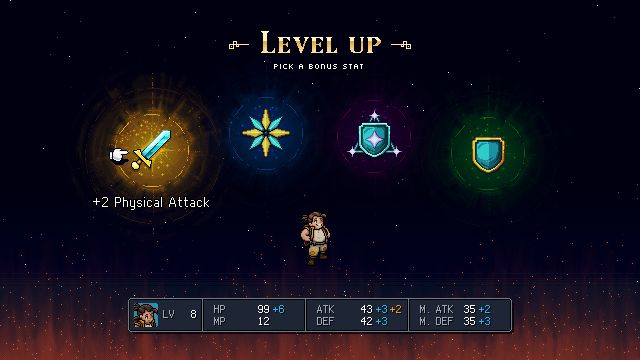 LEVEL UP
PICK A BONUS STAT
+2 Physical Attack
LV 8 HP 99 +6 ATK 43 +3 +2 M. ATK 35 +2
MP 12 DEF 42 +3 M. DEF 35 +3